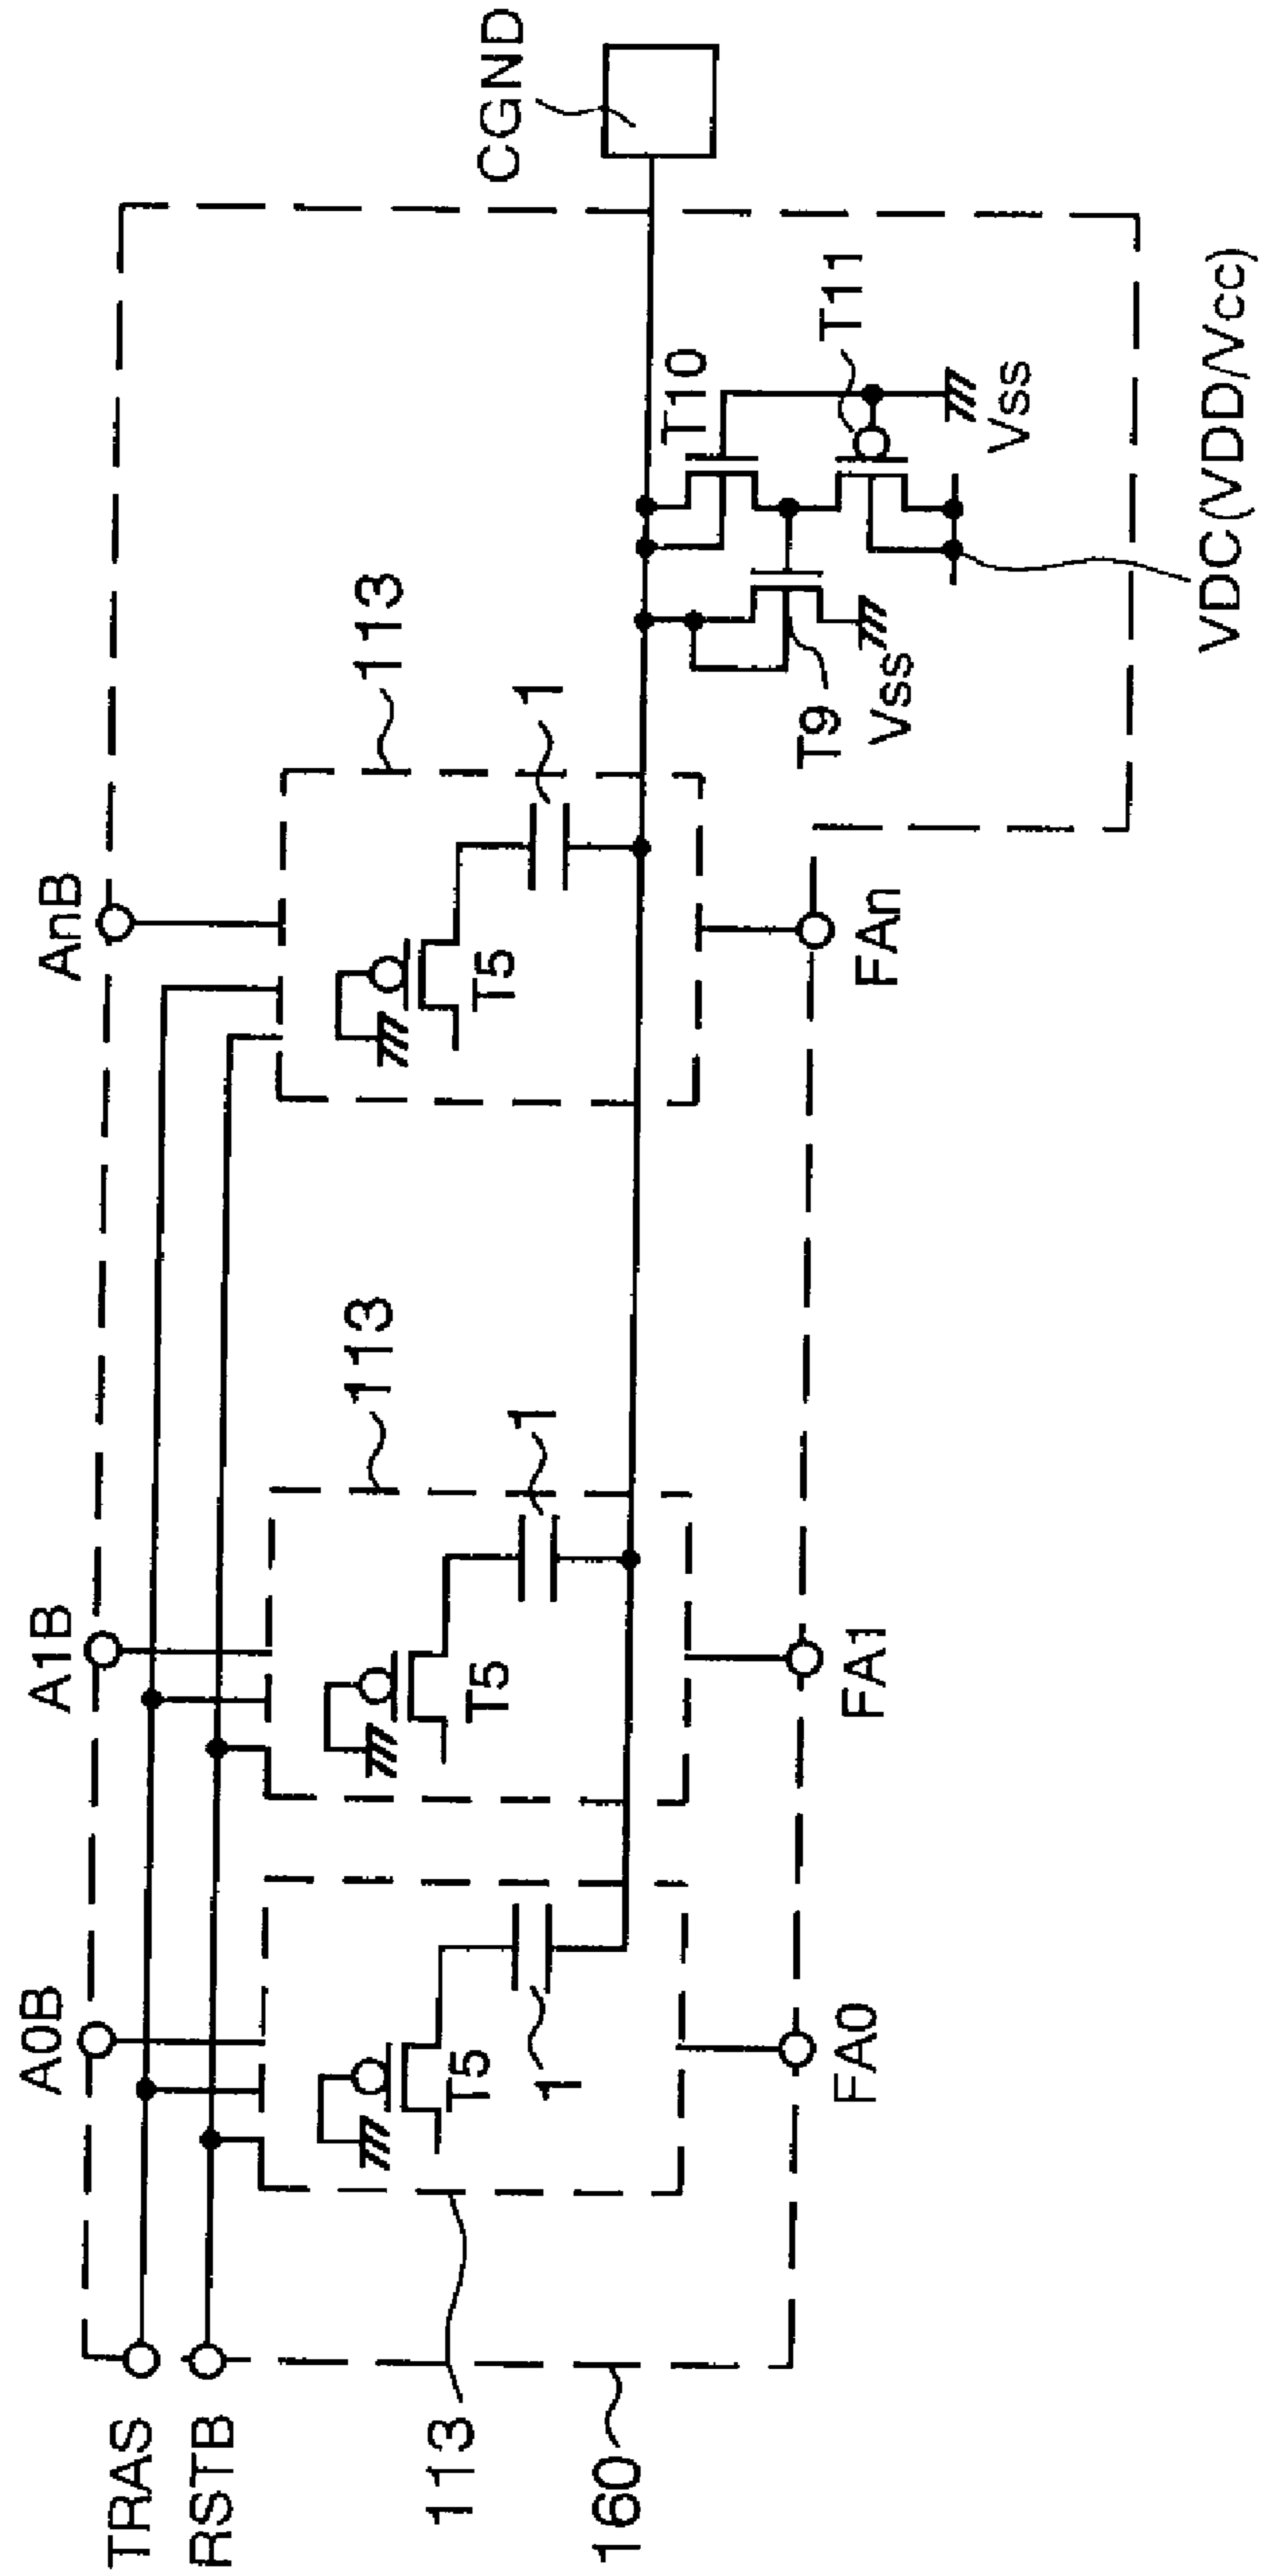 A0B
A1B
AnB
TRAS
RSTB
113
113
CGND
T5
T5
T5
1
1
1
T10
T11
T9
Vss
Vss
113
160
FA0
FA1
FAn
VDC(VDD/Vcc)